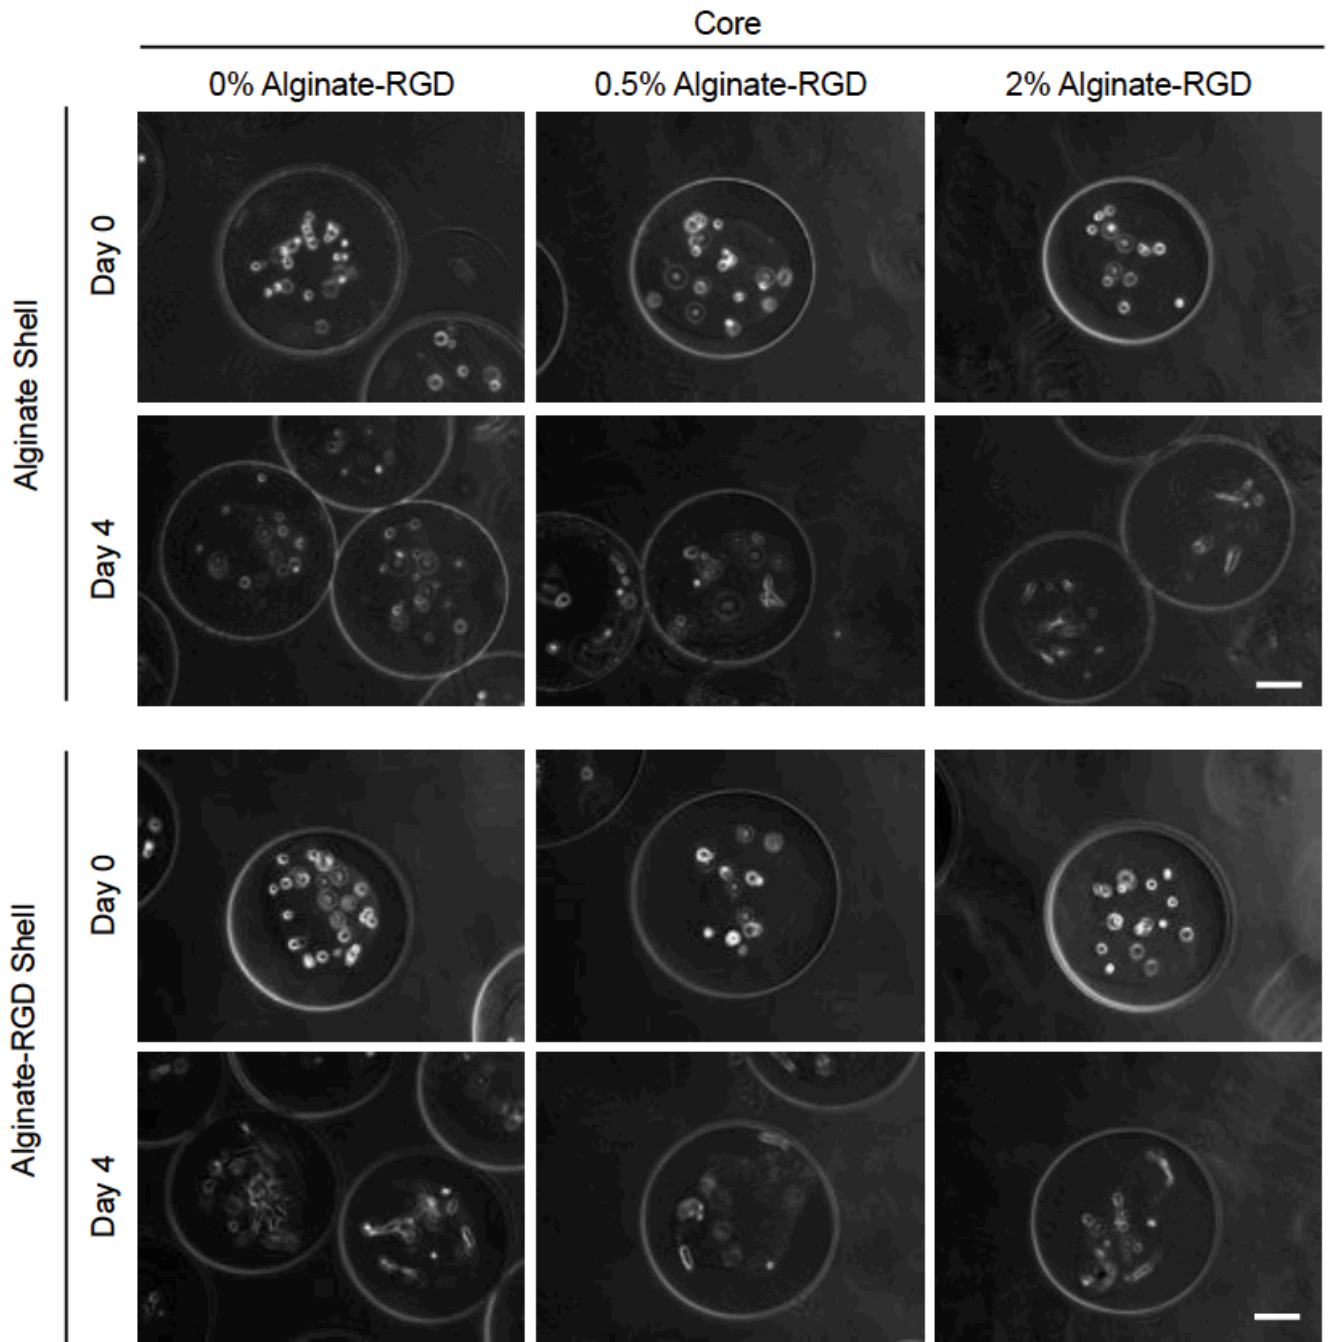 Core
0% Alginate-RGD
0.5% Alginate-RGD
2% Alginate-RGD
Alginate Shell
Day 0
Day 4
Alginate-RGD Shell
Day 0
Day 4